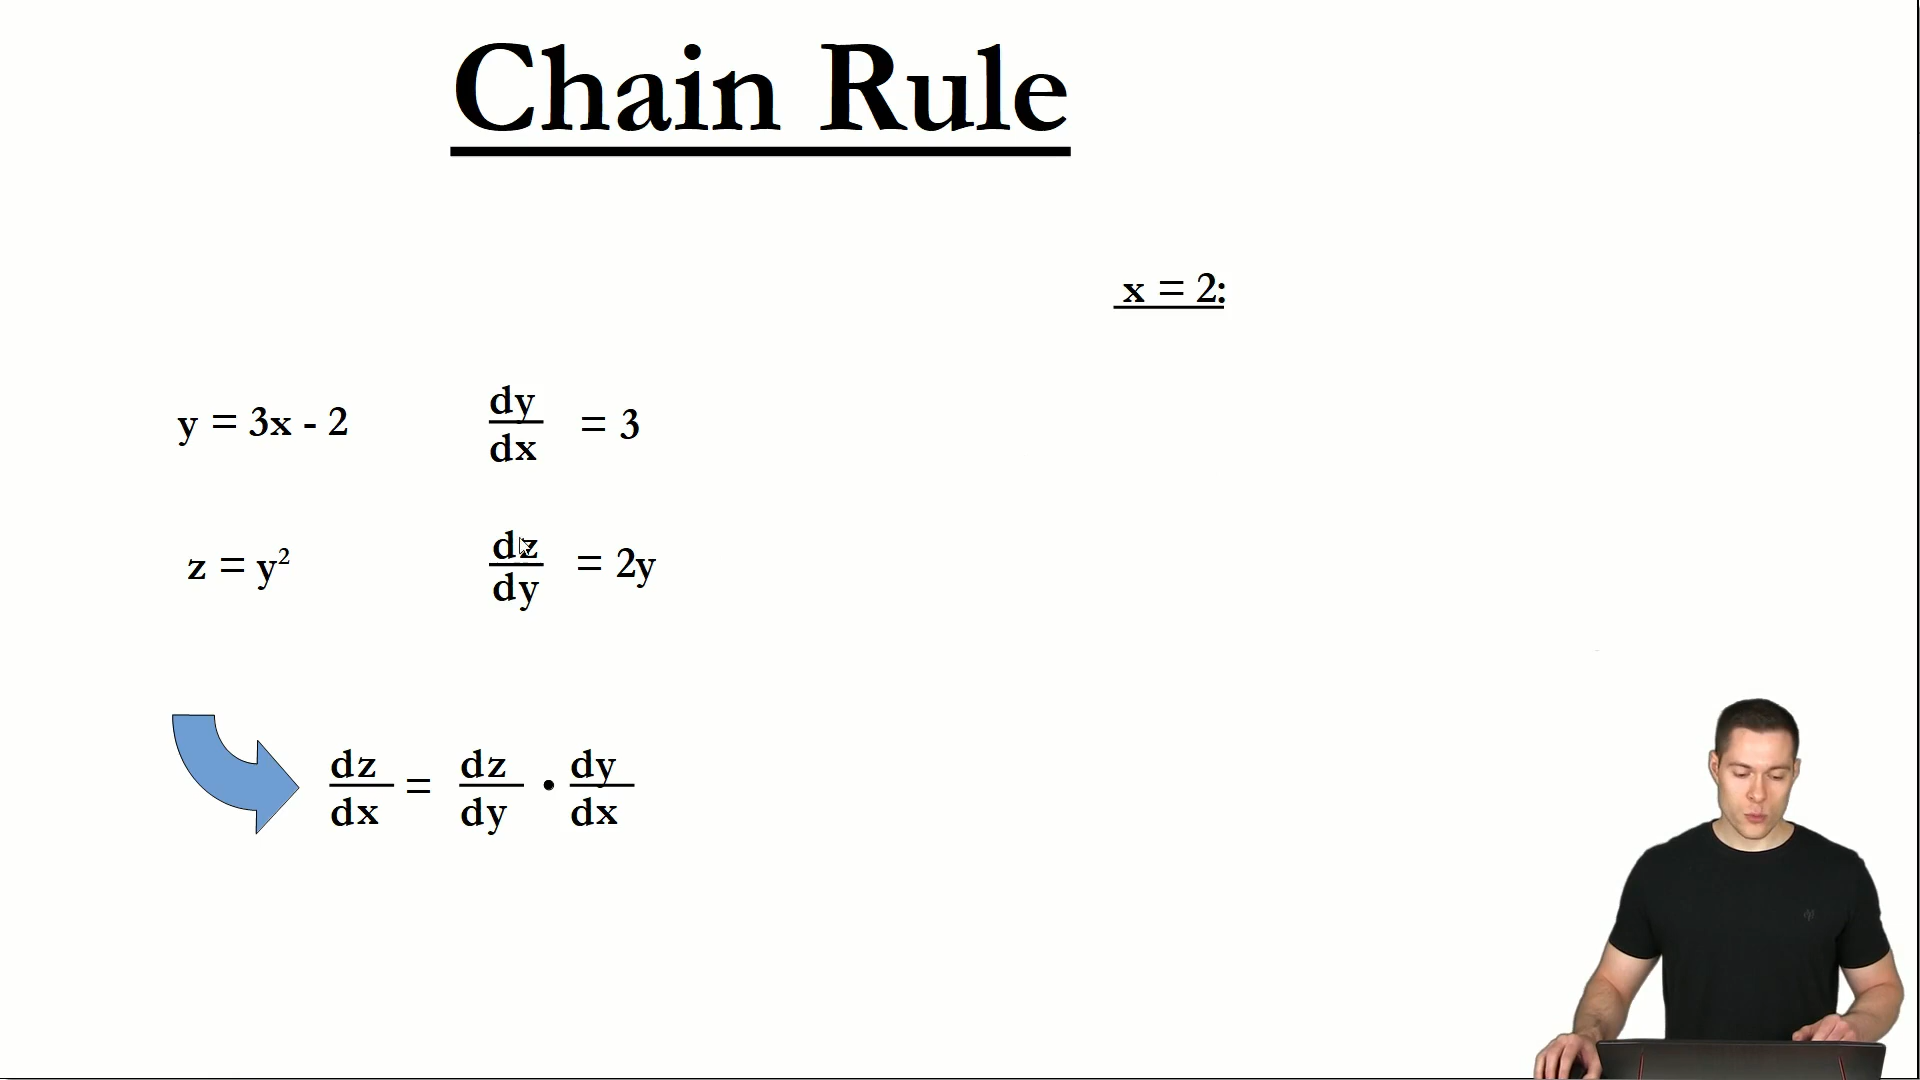 Chain Rule
x = 2:
y = 3x - 2
dy/dx = 3
z = y²
dz/dy = 2y
dz/dx = dz/dy · dy/dx